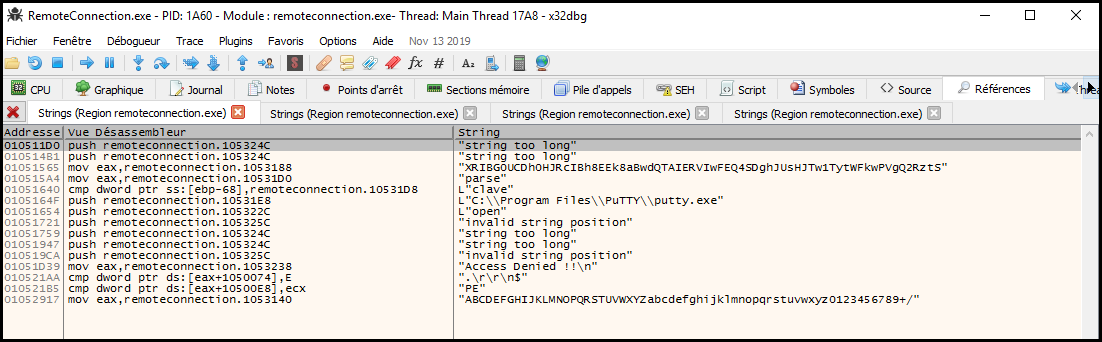 RemoteConnection.exe - PID: 1A60 - Module : remoteconnection.exe- Thread: Main Thread 17A8 - x32dbg
Fichier Fenêtre Débogueur Trace Plugins Favoris Options Aide Nov 13 2019
CPU Graphique Journal Notes Points d'arrêt Sections mémoire Pile d'appels SEH Script Symboles Source Références
Strings (Region remoteconnection.exe) Strings (Region remoteconnection.exe) Strings (Region remoteconnection.exe) Strings (Region remoteconnection.exe)
Addresse Vue Désassembleur String
010511D0 push remoteconnection.105324C "string too long"
010514B1 push remoteconnection.105324C "string too long"
01051565 mov eax,remoteconnection.1053188
010515A4 mov eax,remoteconnection.10531D0 "parse"
01051640 cmp dword ptr ss:[ebp-68],remoteconnection.10531D8 L"clave"
0105164F push remoteconnection.10531E8 L"C:\\Program Files\\PuTTY\\putty.exe"
01051654 push remoteconnection.105322C L"open"
01051721 push remoteconnection.105325C "invalid string position"
01051759 push remoteconnection.105324C "string too long"
01051947 push remoteconnection.105324C "string too long"
010519CA push remoteconnection.105325C "invalid string position"
01051D39 mov eax,remoteconnection.1053238 "Access Denied !!\n"
010521AA cmp dword ptr ds:[eax+1050074],E ".\r\r\n$"
010521B5 cmp dword ptr ds:[eax+10500E8],ecx "PE"
01052917 mov eax,remoteconnection.1053140 "ABCDEFGHIJKLMNOPQRSTUVWXYZabcdefghijklmnopqrstuvwxyz0123456789+/"